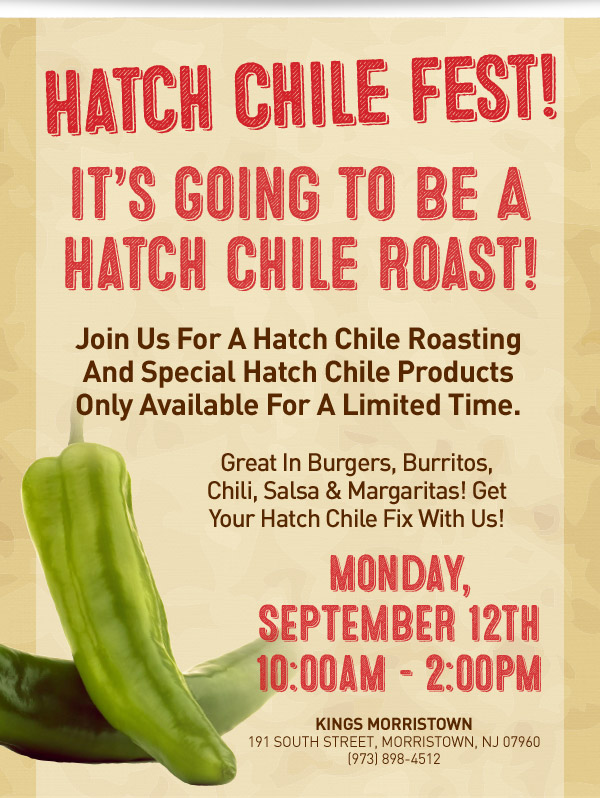 HATCH CHILE FEST!
IT'S GOING TO BE A
HATCH CHILE ROAST!
Join Us For A Hatch Chile Roasting
And Special Hatch Chile Products
Only Available For A Limited Time.
Great In Burgers, Burritos,
Chili, Salsa & Margaritas! Get
Your Hatch Chile Fix With Us!
MONDAY,
SEPTEMBER 12TH
10:00AM - 2:00PM
KINGS MORRISTOWN
191 SOUTH STREET, MORRISTOWN, NJ 07960
(973) 898-4512